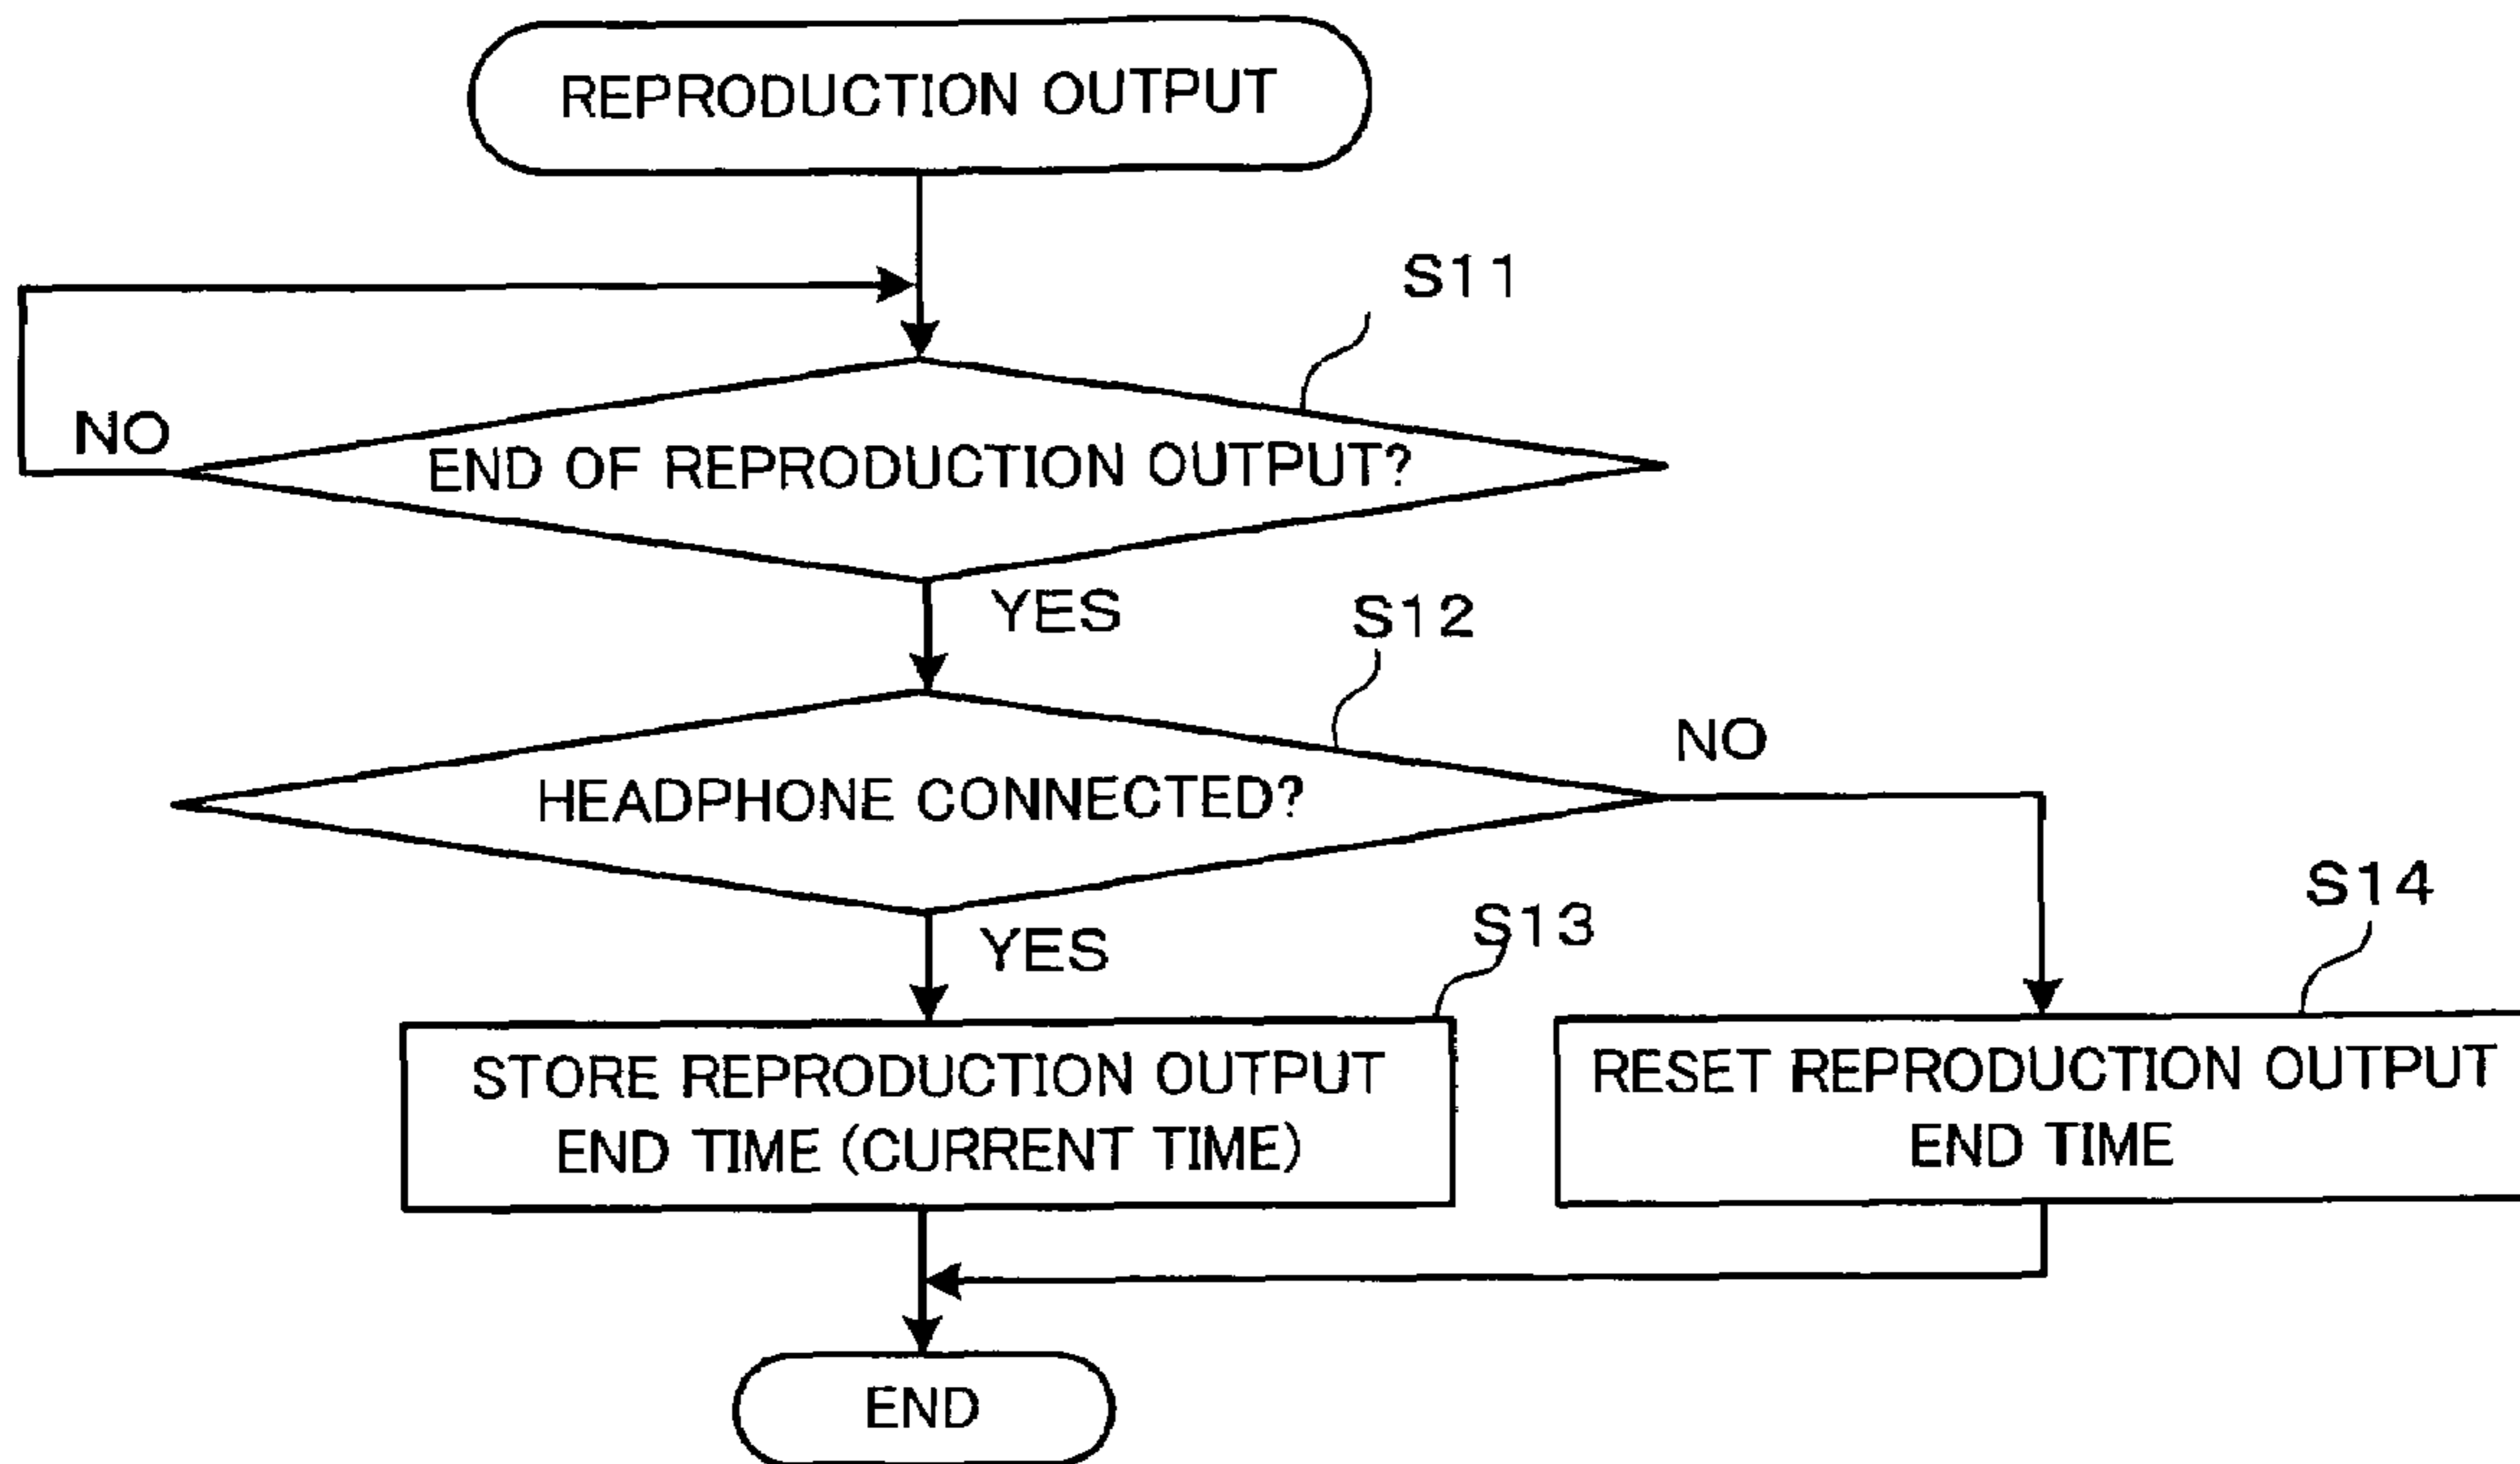 REPRODUCTION OUTPUT
S11
NO
END OF REPRODUCTION OUTPUT?
YES
S12
NO
HEADPHONE CONNECTED?
YES
S13
S14
STORE REPRODUCTION OUTPUT
END TIME (CURRENT TIME)
RESET REPRODUCTION OUTPUT
END TIME
END